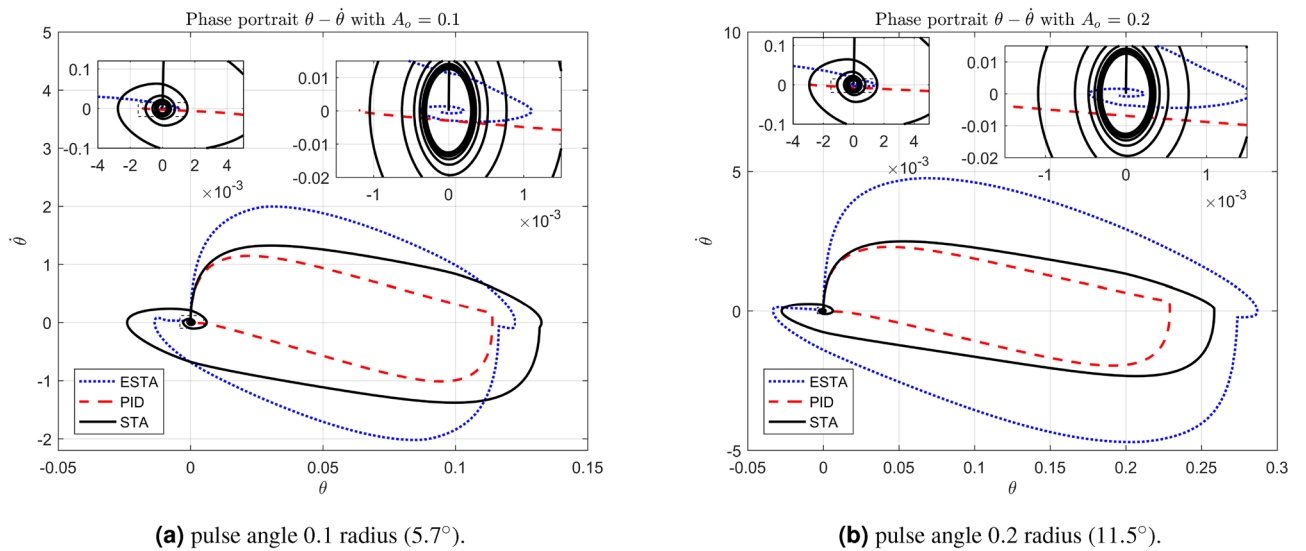 Phase portrait θ − θ̇ with A_o = 0.1
5
4
3
2
1
0
-1
-2
θ̇
0.1
0
-0.1
-4 -2 0 2 4
×10⁻³
0.01
0
-0.01
-0.02
-1 0 1
×10⁻³
ESTA
PID
STA
-0.05 0 0.05 0.1 0.15
θ
(a) pulse angle 0.1 radius (5.7°).
Phase portrait θ − θ̇ with A_o = 0.2
10
5
0
-5
θ̇
0.1
0
-0.1
-4 -2 0 2 4
×10⁻³
0.01
0
-0.01
-0.02
-1 0 1
×10⁻³
ESTA
PID
STA
-0.05 0 0.05 0.1 0.15 0.2 0.25 0.3
θ
(b) pulse angle 0.2 radius (11.5°).